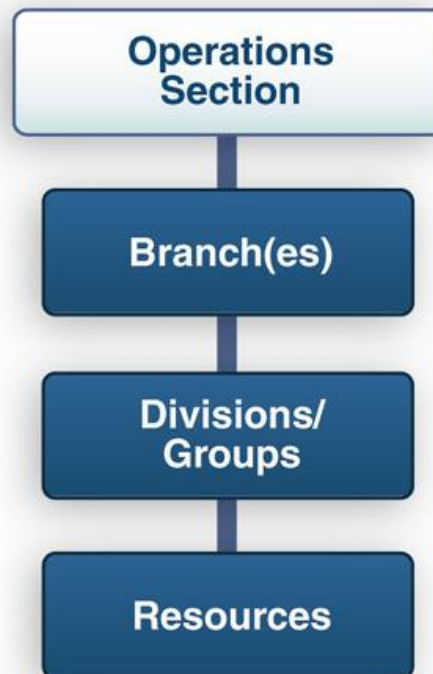 Operations
Section
Branch(es)
Divisions/
Groups
Resources